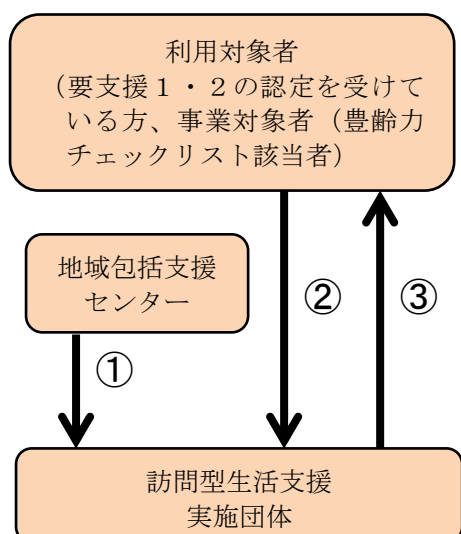 利用対象者
(要支援１・２の認定を受けて
いる方、事業対象者（豊齢力
チェックリスト該当者）
地域包括支援
センター
①
②
③
訪問型生活支援
実施団体